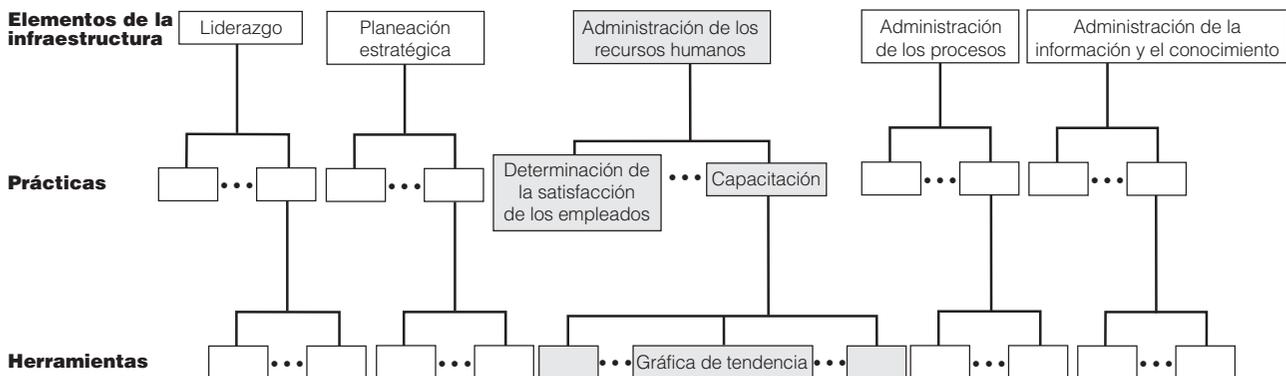 Elementos de la
infraestructura
Liderazgo
Planeación
estratégica
Administración de los
recursos humanos
Administración
de los procesos
Administración de la
información y el conocimiento
Prácticas
Determinación de
la satisfacción
de los empleados
Capacitación
Herramientas
Gráfica de tendencia